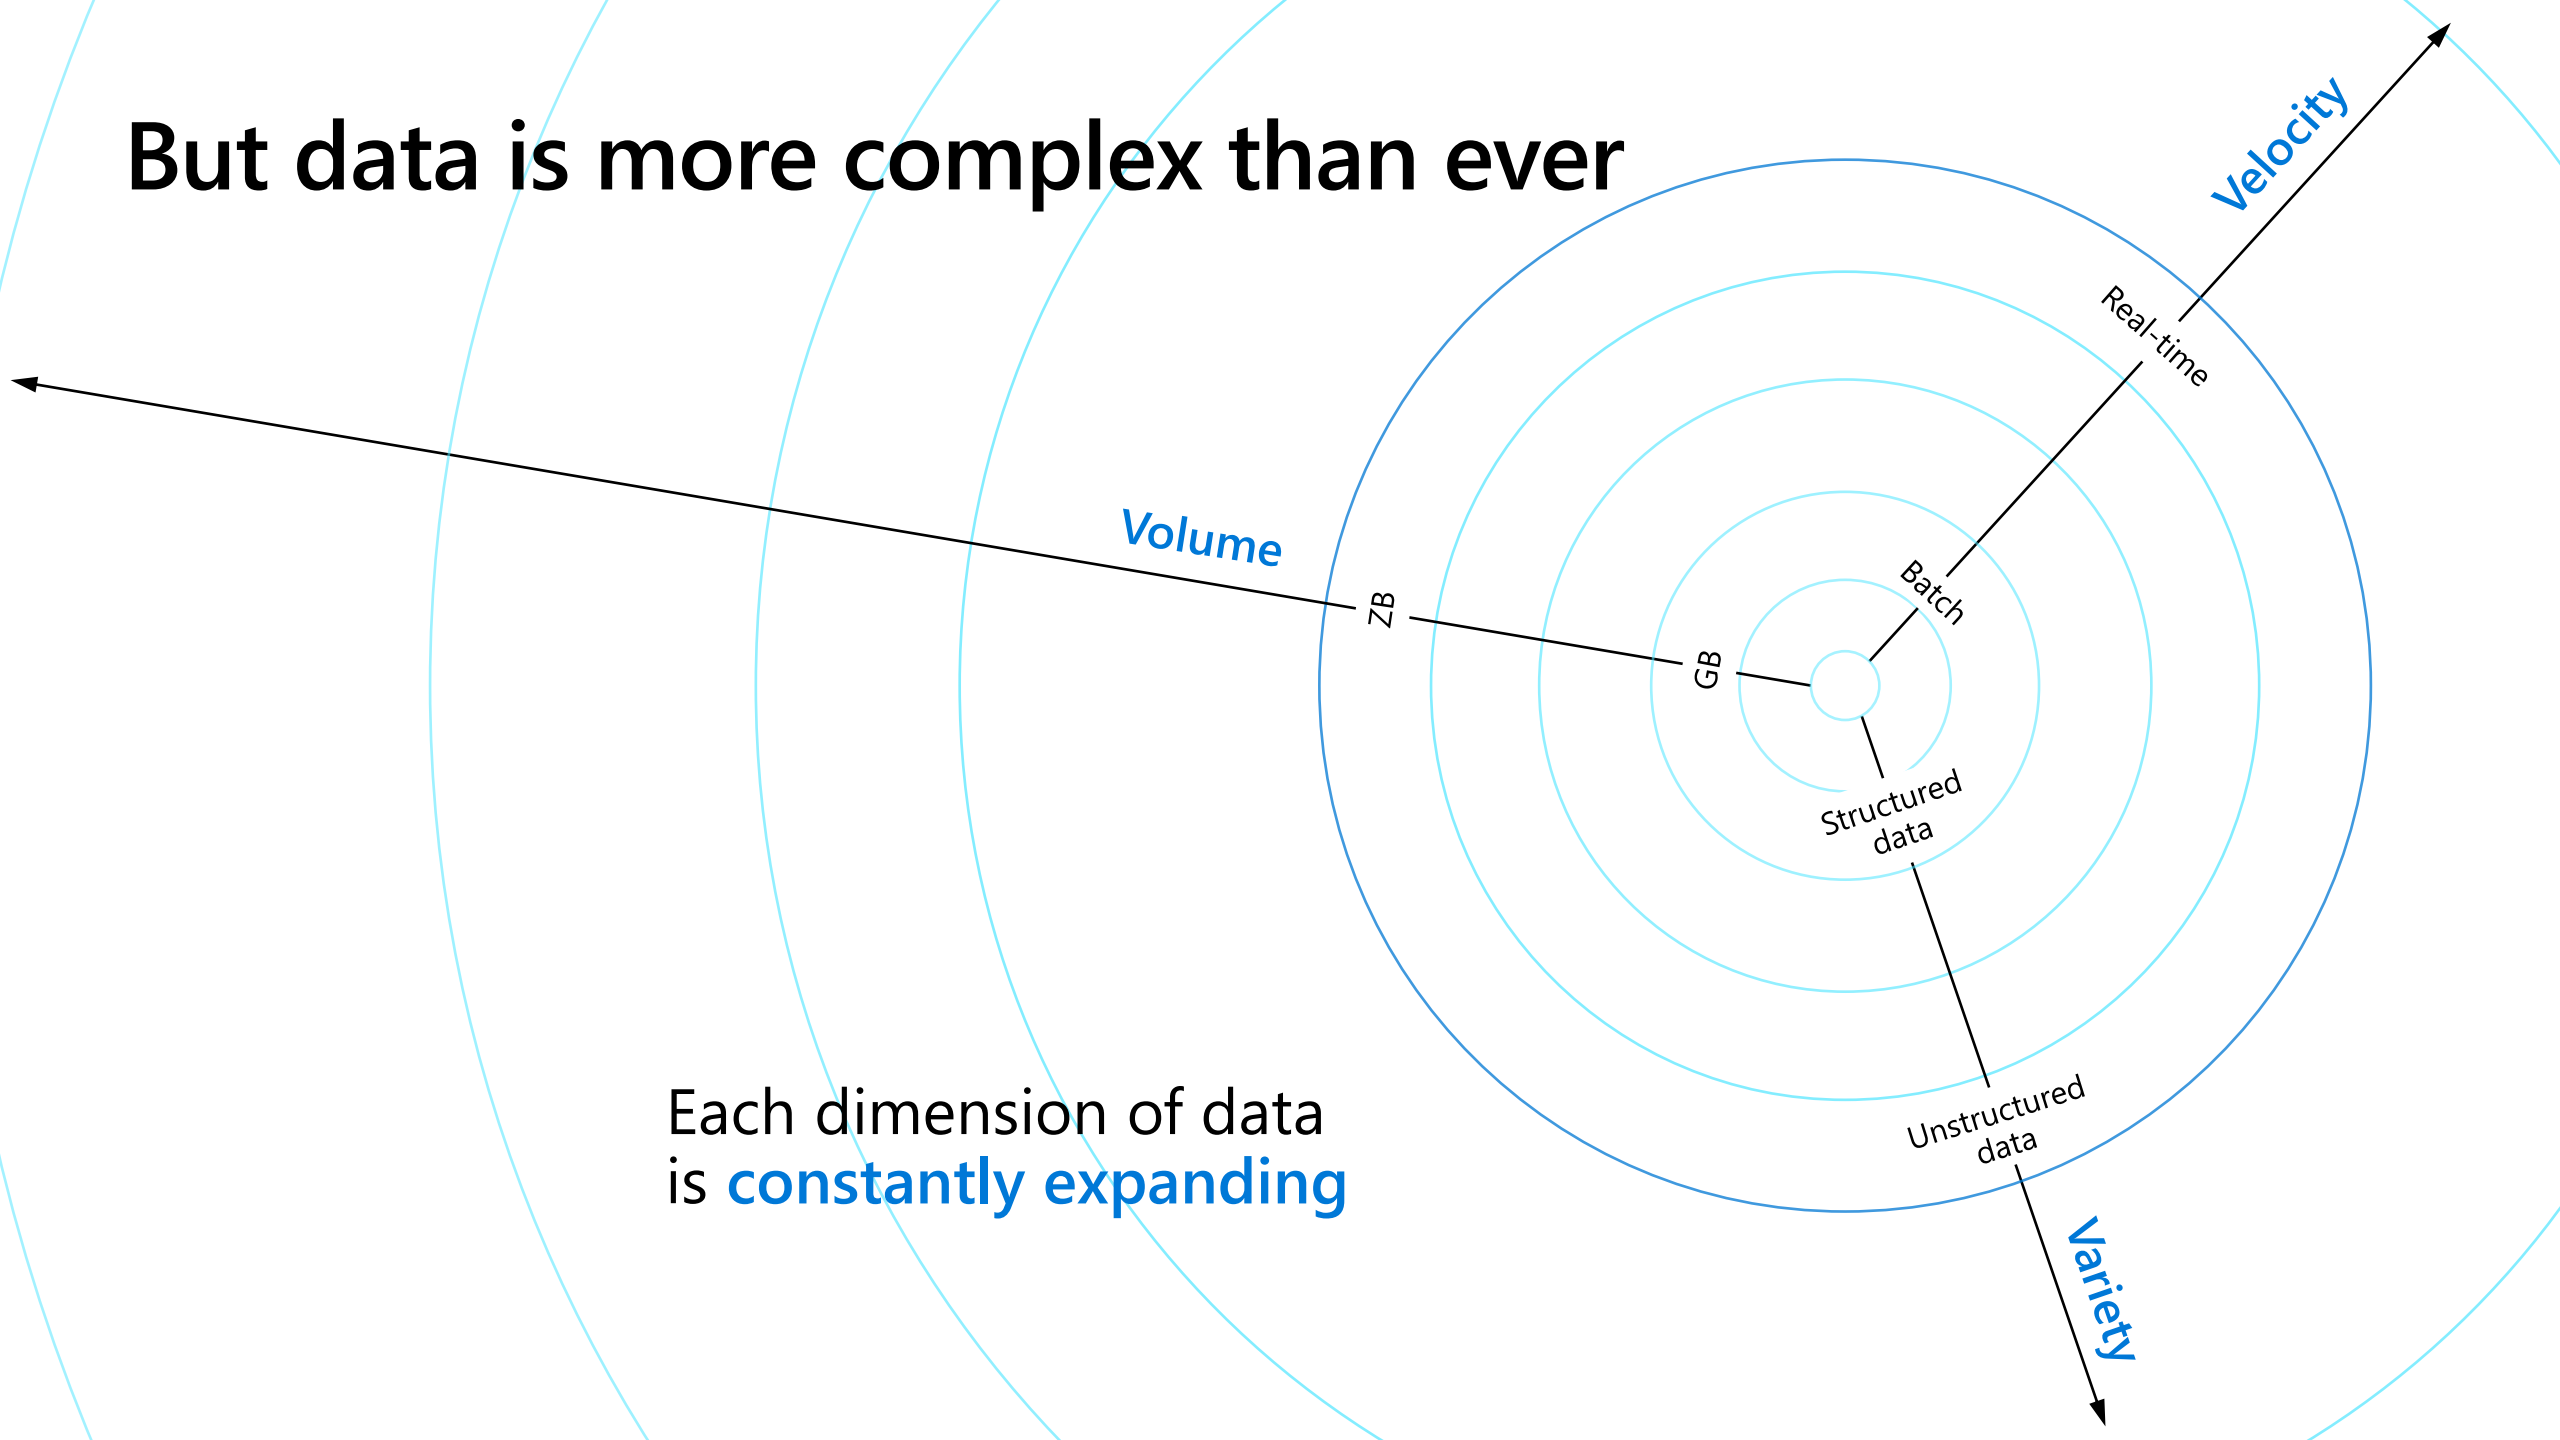 But data is more complex than ever
Velocity
Real-time
Batch
Volume
ZB
GB
Structured
data
Unstructured
data
Variety
Each dimension of data
is constantly expanding